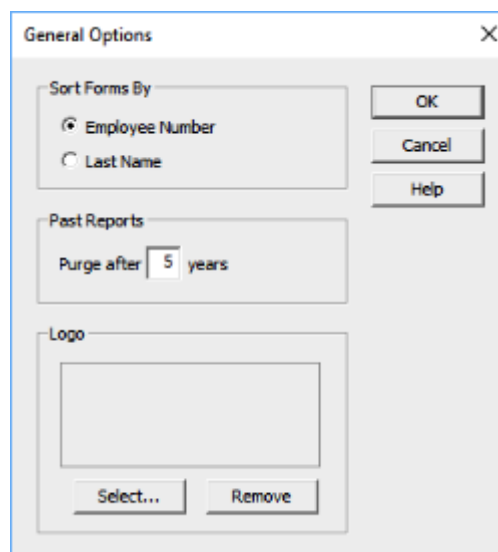 General Options
Sort Forms By
Employee Number
Last Name
OK
Cancel
Help
Past Reports
Purge after 5 years
Logo
Select...
Remove